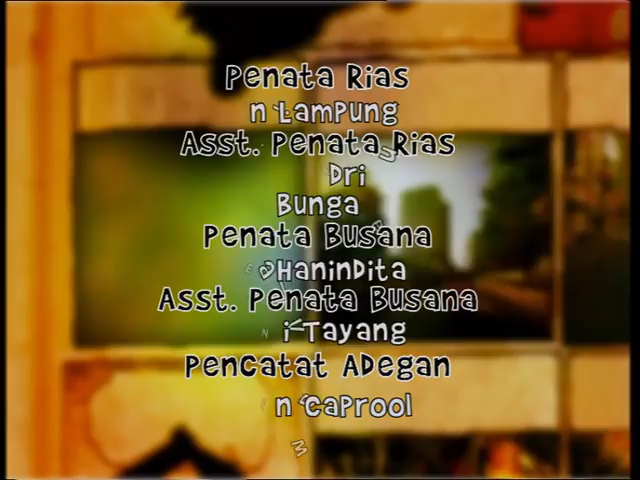 Penata Rias
n Lampung
Asst. Penata Rias
Dri
Bunga
Penata Busana
Hanindita
Asst. Penata Busana
i Tayang
Pencatat Adegan
n Caprool